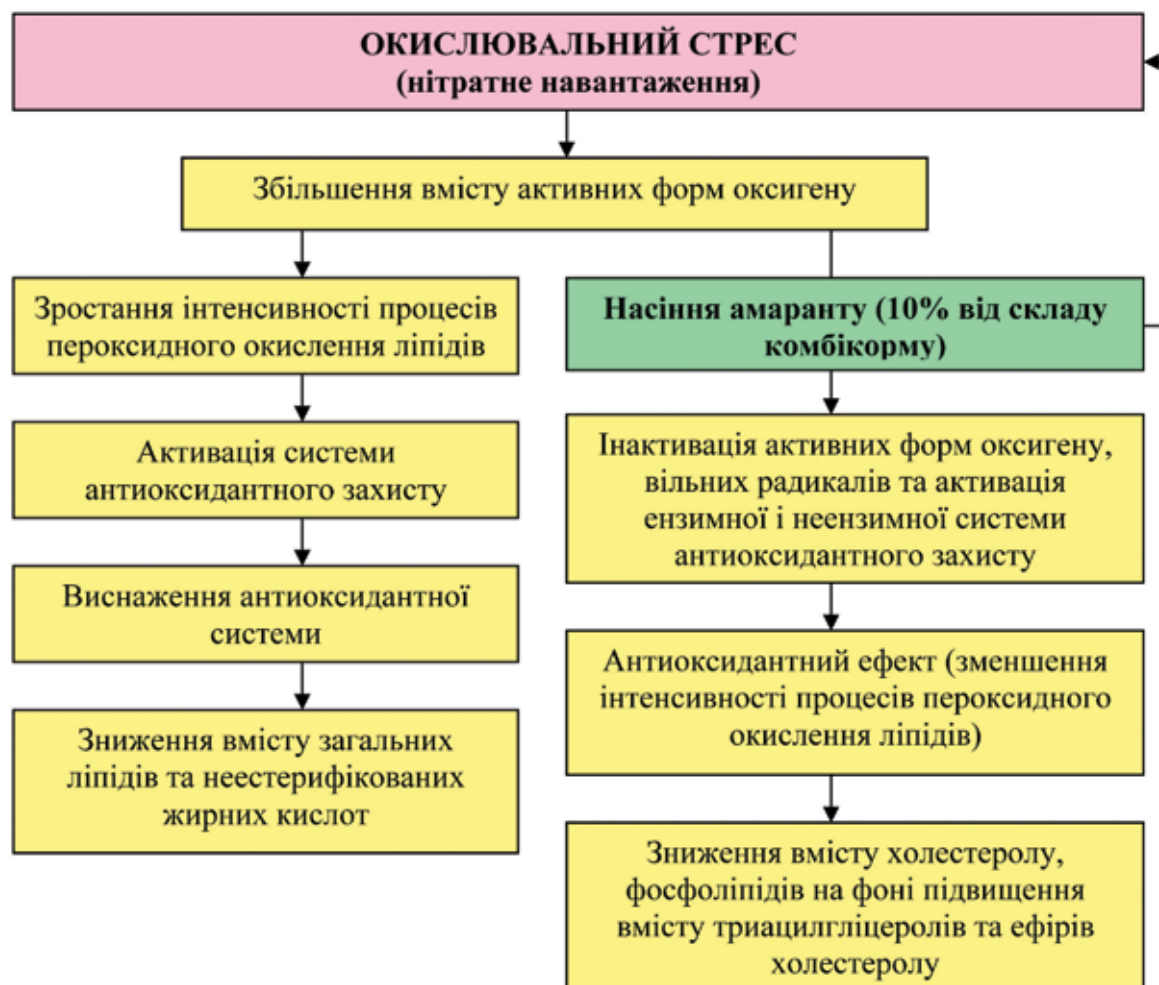 ОКИСЛЮВАЛЬНИЙ СТРЕС
(нітратне навантаження)
Збільшення вмісту активних форм оксигену
Зростання інтенсивності процесів
пероксидного окислення ліпідів
Активація системи
антиоксидантного захисту
Виснаження антиоксидантної
системи
Зниження вмісту загальних
ліпідів та неестерифікованих
жирних кислот
Насіння амаранту (10% від складу
комбікорму)
Інактивація активних форм оксигену,
вільних радикалів та активація
ензимної і неензимної системи
антиоксидантного захисту
Антиоксидантний ефект (зменшення
інтенсивності процесів пероксидного
окислення ліпідів)
Зниження вмісту холестеролу,
фосфоліпідів на фоні підвищення
вмісту триацилгліцеролів та ефірів
холестеролу